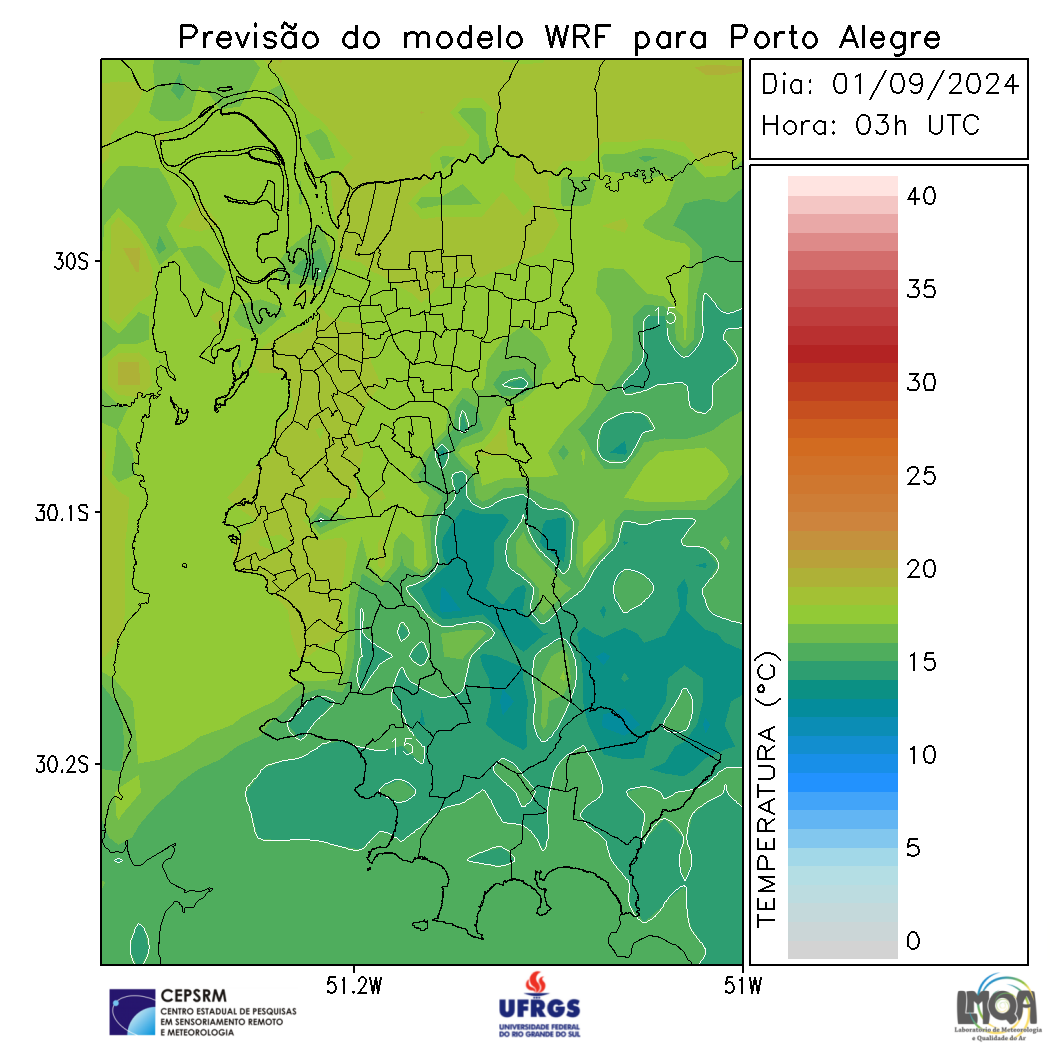 Previsão do modelo WRF para Porto Alegre
Dia: 01/09/2024
Hora: 03h UTC
40
35
30
25
20
15
10
5
0
TEMPERATURA (°C)
30S
30.1S
30.2S
51.2W
51W
15
15
CEPSRM
CENTRO ESTADUAL DE PESQUISAS
EM SENSORIAMENTO REMOTO
E METEOROLOGIA
UFRGS
UNIVERSIDADE FEDERAL
DO RIO GRANDE DO SUL
LMQA
Laboratório de Meteorologia
e Qualidade do Ar